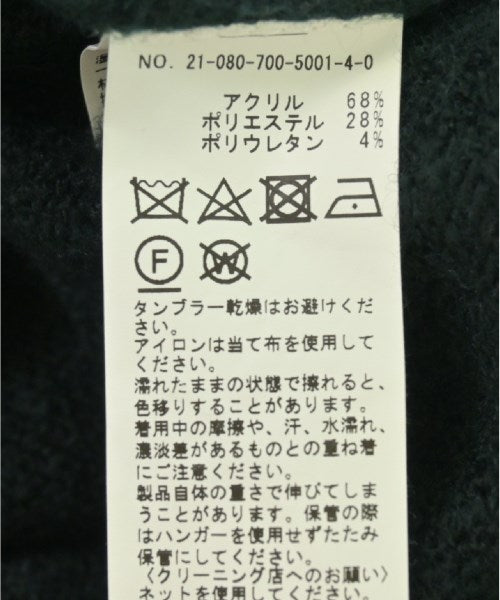 NO. 21-080-700-5001-4-0
アクリル 68%
ポリエステル 28%
ポリウレタン 4%
F W
タンブラー乾燥はお避けくだ
さい。
アイロンは当て布を使用して
ください。
濡れたままの状態で擦れると、
色移りすることがあります。
着用中の摩擦や、汗、水濡れ、
濃淡差があるものとの重ね着
にご注意ください。
製品自体の重さで伸びてしま
うことがあります。保管の際
はハンガーを使用せずたたみ
保管にしてください。
〈クリーニング店へのお願い〉
ネットを使用してください。